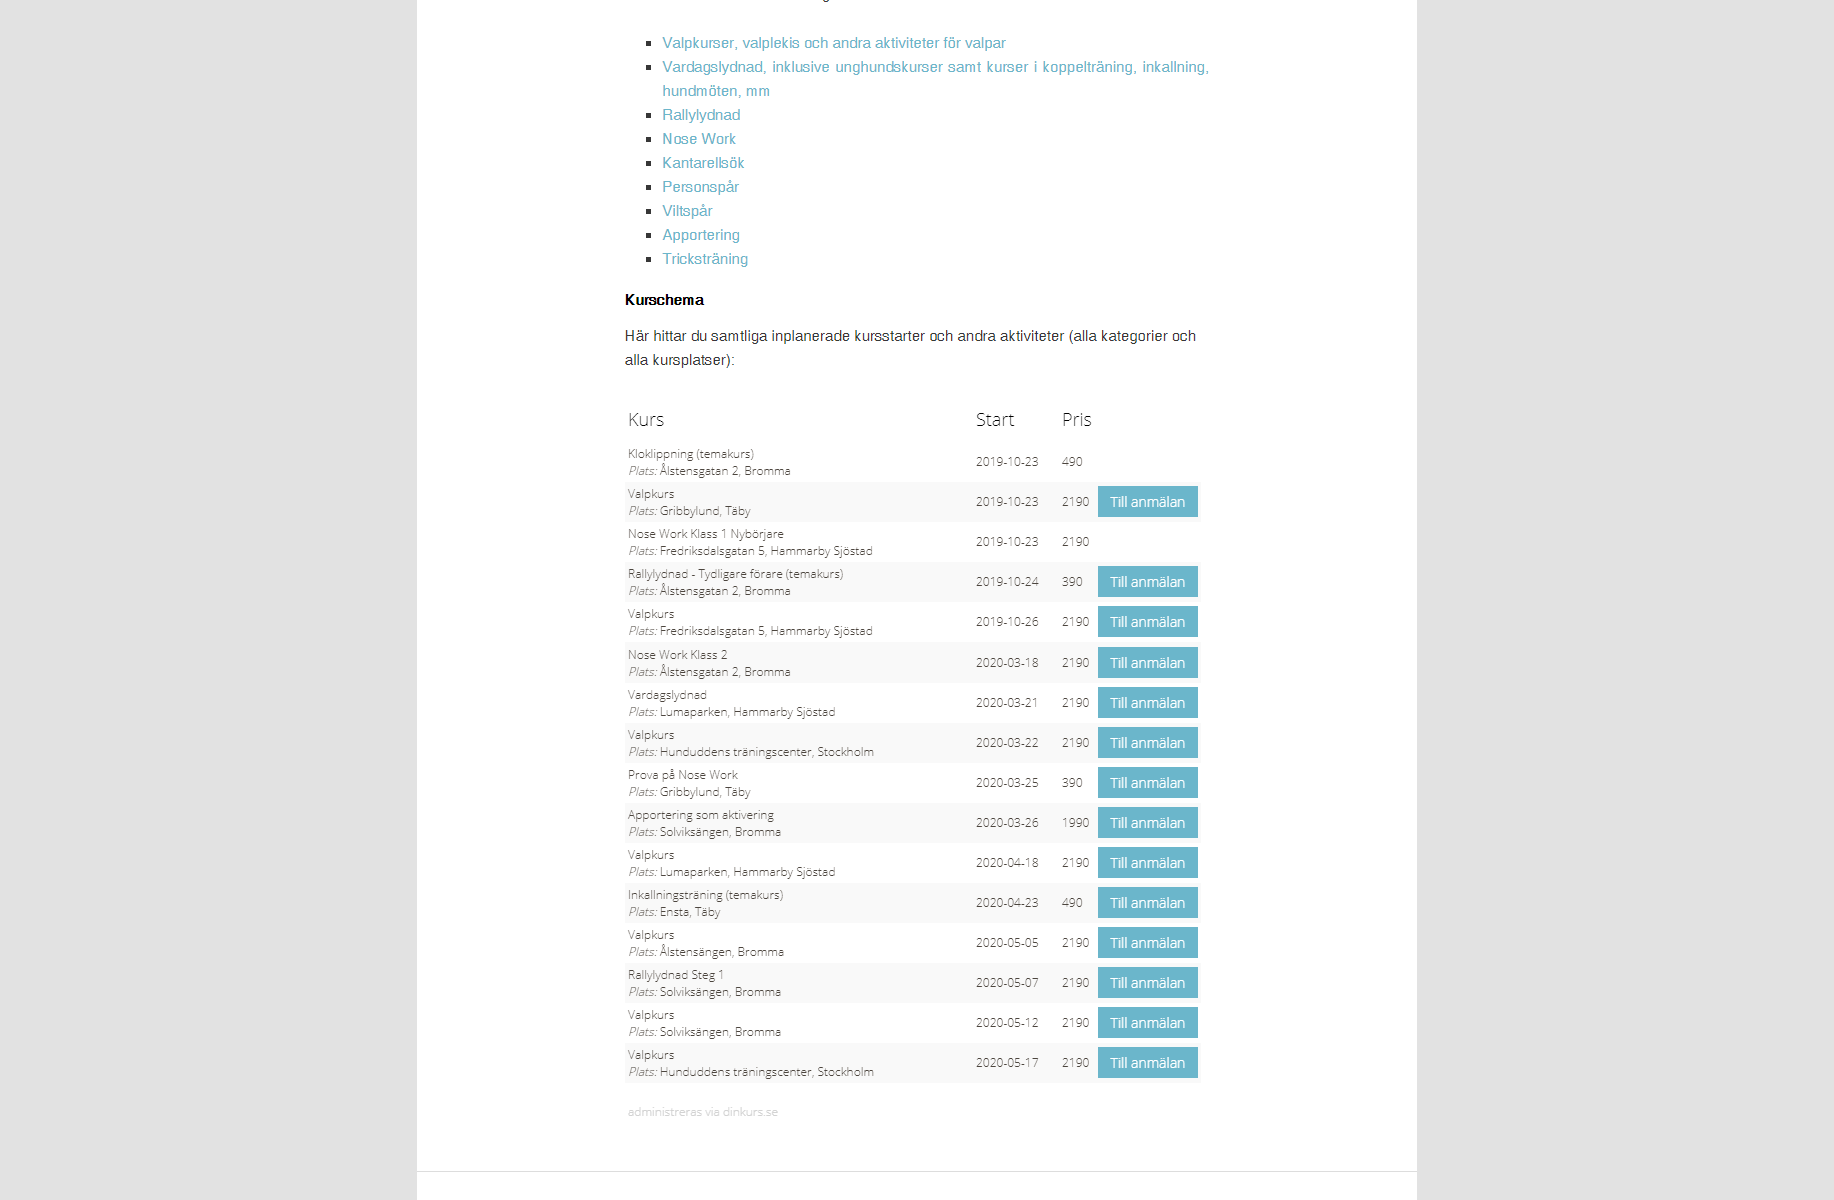 Valpkurser, valplekis och andra aktiviteter för valpar
Vardagslydnad, inklusive unghundskurser samt kurser i koppelträning, inkallning,
hundmöten, mm
Rallylydnad
Nose Work
Kantarellsök
Personspår
Viltspår
Apportering
Tricksträning
Kurschema
Här hittar du samtliga inplanerade kursstarter och andra aktiviteter (alla kategorier och
alla kursplatser):
Kurs Start Pris
Kloklippning (temakurs)
Plats: Ålstensgatan 2, Bromma 2019-10-23 490
Valpkurs
Plats: Gribbylund, Täby 2019-10-23 2190 Till anmälan
Nose Work Klass 1 Nybörjare
Plats: Fredriksdalsgatan 5, Hammarby Sjöstad 2019-10-23 2190
Rallylydnad - Tydligare förare (temakurs)
Plats: Ålstensgatan 2, Bromma 2019-10-24 390 Till anmälan
Valpkurs
Plats: Fredriksdalsgatan 5, Hammarby Sjöstad 2019-10-26 2190 Till anmälan
Nose Work Klass 2
Plats: Ålstensgatan 2, Bromma 2020-03-18 2190 Till anmälan
Vardagslydnad
Plats: Lumaparken, Hammarby Sjöstad 2020-03-21 2190 Till anmälan
Valpkurs
Plats: Hunduddens träningscenter, Stockholm 2020-03-22 2190 Till anmälan
Prova på Nose Work
Plats: Gribbylund, Täby 2020-03-25 390 Till anmälan
Apportering som aktivering
Plats: Solviksängen, Bromma 2020-03-26 1990 Till anmälan
Valpkurs
Plats: Lumaparken, Hammarby Sjöstad 2020-04-18 2190 Till anmälan
Inkallningsträning (temakurs)
Plats: Ensta, Täby 2020-04-23 490 Till anmälan
Valpkurs
Plats: Ålstensängen, Bromma 2020-05-05 2190 Till anmälan
Rallylydnad Steg 1
Plats: Solviksängen, Bromma 2020-05-07 2190 Till anmälan
Valpkurs
Plats: Solviksängen, Bromma 2020-05-12 2190 Till anmälan
Valpkurs
Plats: Hunduddens träningscenter, Stockholm 2020-05-17 2190 Till anmälan
administreras via dinkurs.se